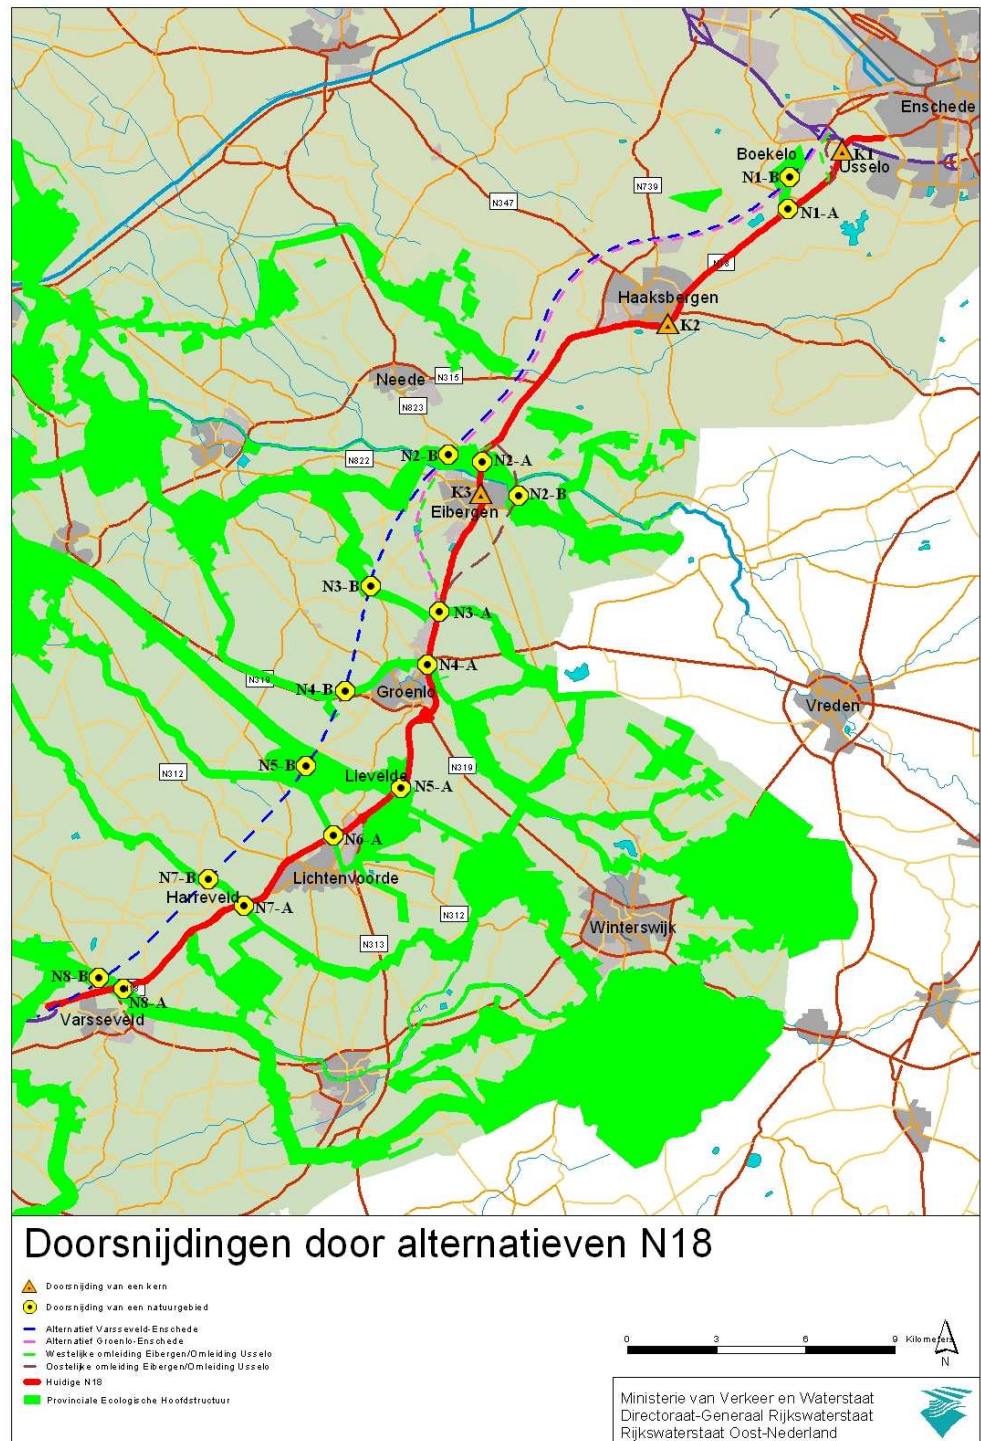 Enschede
Boekelo
K1
Usselo
N1-B
N739
N347
N1-A
N18
Haaksbergen
K2
Neede
N315
N823
N2-B
N822
N2-A
K3
N2-B
Eibergen
N3-B
N3-A
N4-A
N319
N4-B
Groenlo
Vreden
N5-B
N312
Lievelde
N319
N5-A
N6-A
N7-B
Lichtenvoorde
Harreveld
N7-A
N312
Winterswijk
N313
N8-B
N8-A
Varsseveld
Doorsnijdingen door alternatieven N18
Doorsnijding van een kern
Doorsnijding van een natuurgebied
Alternatief Varsseveld-Enschede
Alternatief Groenlo-Enschede
Westelijke omleiding Eibergen/Omleiding Usselo
Oostelijke omleiding Eibergen/Omleiding Usselo
Huidige N18
Provinciale Ecologische Hoofdstructuur
0 3 6 9 Kilometers
N
Ministerie van Verkeer en Waterstaat
Directoraat-Generaal Rijkswaterstaat
Rijkswaterstaat Oost-Nederland